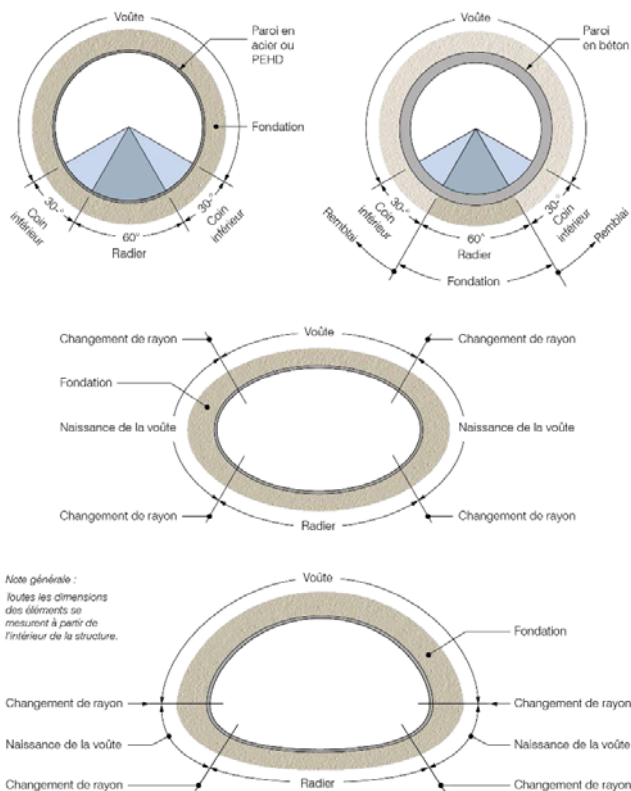 Voûte
Paroi en
acier ou
PEHD
Fondation
30-°
Coin
inférieur
60°
Radier
30-°
Coin
inférieur
Voûte
Paroi
en béton
30-°
Coin
inférieur
60°
Radier
30-°
Coin
inférieur
Remblai
Fondation
Remblai
Changement de rayon
Voûte
Changement de rayon
Fondation
Naissance de la voûte
Naissance de la voûte
Changement de rayon
Radier
Changement de rayon
Note générale :
Toutes les dimensions
des éléments se
mesurent à partir de
l'intérieur de la structure.
Voûte
Fondation
Changement de rayon
Changement de rayon
Naissance de la voûte
Naissance de la voûte
Changement de rayon
Radier
Changement de rayon